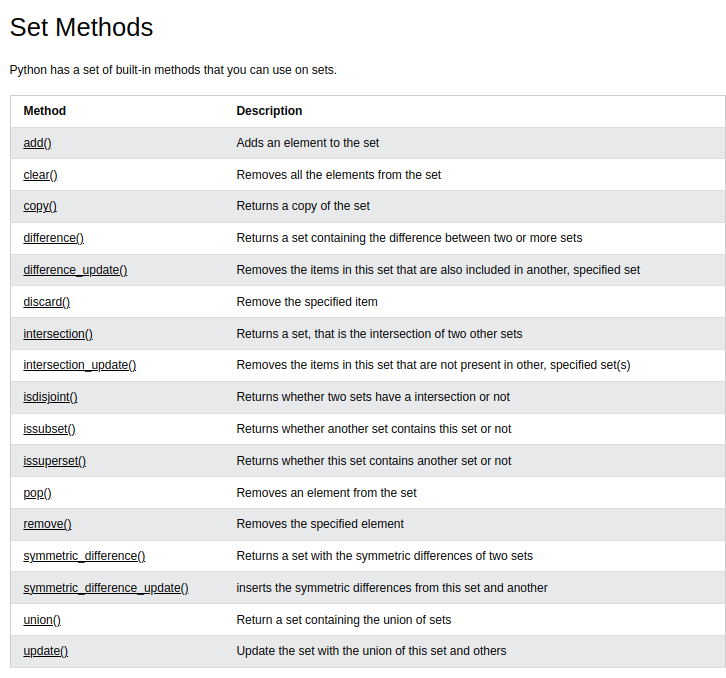 Set Methods
Python has a set of built-in methods that you can use on sets.
Method Description
add() Adds an element to the set
clear() Removes all the elements from the set
copy() Returns a copy of the set
difference() Returns a set containing the difference between two or more sets
difference_update() Removes the items in this set that are also included in another, specified set
discard() Remove the specified item
intersection() Returns a set, that is the intersection of two other sets
intersection_update() Removes the items in this set that are not present in other, specified set(s)
isdisjoint() Returns whether two sets have a intersection or not
issubset() Returns whether another set contains this set or not
issuperset() Returns whether this set contains another set or not
pop() Removes an element from the set
remove() Removes the specified element
symmetric_difference() Returns a set with the symmetric differences of two sets
symmetric_difference_update() inserts the symmetric differences from this set and another
union() Return a set containing the union of sets
update() Update the set with the union of this set and others